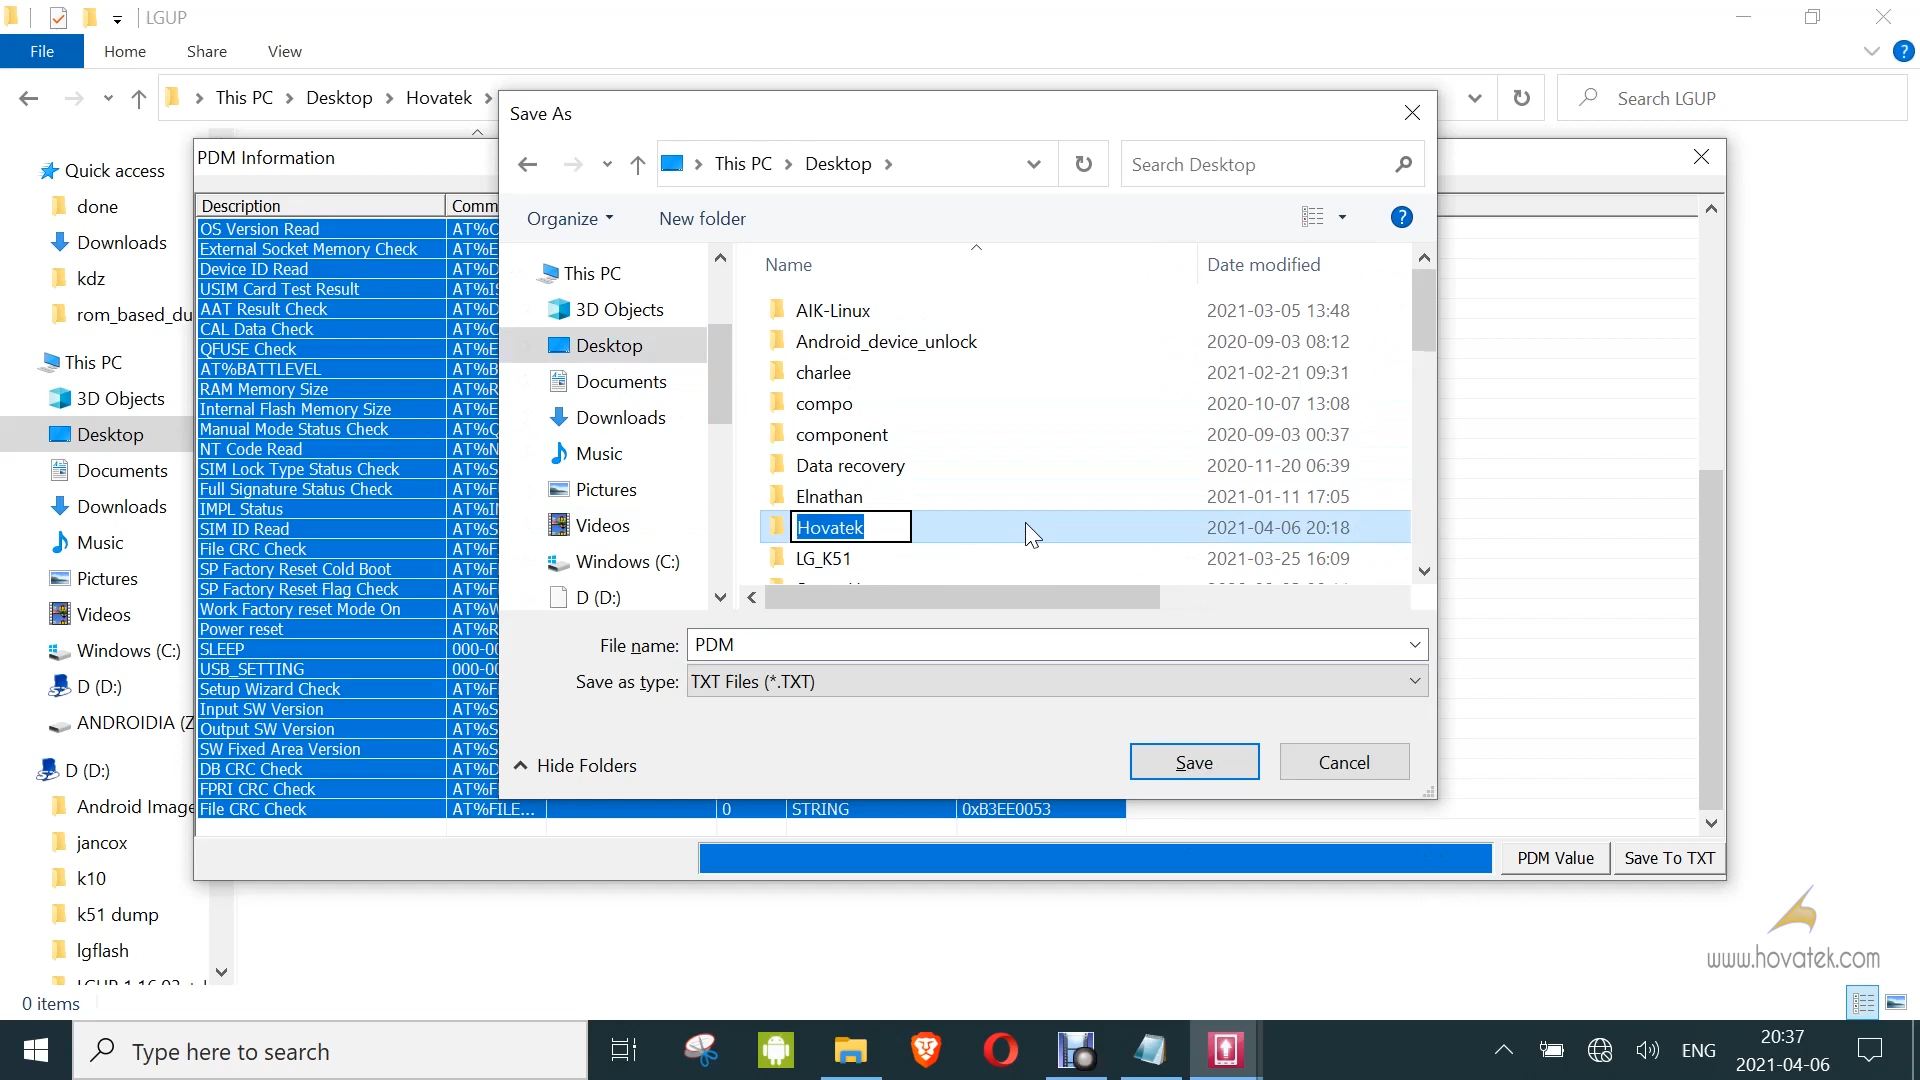 LGUP
File
Home
Share
View
This PC
Desktop
Hovatek
Search LGUP
Save As
This PC
Desktop
Search Desktop
Organize
New folder
Name
Date modified
This PC
3D Objects
Desktop
Documents
Downloads
Music
Pictures
Videos
Windows (C:)
D (D:)
AIK-Linux 2021-03-05 13:48
Android_device_unlock 2020-09-03 08:12
charlee 2021-02-21 09:31
compo 2020-10-07 13:08
component 2020-09-03 00:37
Data recovery 2020-11-20 06:39
Elnathan 2021-01-11 17:05
Hovatek 2021-04-06 20:18
LG_K51 2021-03-25 16:09
File name: PDM
Save as type: TXT Files (*.TXT)
Hide Folders
Save
Cancel
Quick access
done
Downloads
kdz
rom_based_du
This PC
3D Objects
Desktop
Documents
Downloads
Music
Pictures
Videos
Windows (C:)
D (D:)
ANDROIDIA (Z
D (D:)
Android Image
jancox
k10
k51 dump
lgflash
PDM Information
Description Comm
OS Version Read AT%C
External Socket Memory Check AT%E
Device ID Read AT%D
USIM Card Test Result AT%IS
AAT Result Check AT%D
CAL Data Check AT%C
QFUSE Check AT%E
AT%BATTLEVEL AT%B
RAM Memory Size AT%R
Internal Flash Memory Size AT%E
Manual Mode Status Check AT%Q
NT Code Read AT%N
SIM Lock Type Status Check AT%S
Full Signature Status Check AT%F
IMPL Status AT%IN
SIM ID Read AT%S
File CRC Check AT%F
SP Factory Reset Cold Boot AT%F
SP Factory Reset Flag Check AT%F
Work Factory reset Mode On AT%W
Power reset AT%R
SLEEP 000-00
USB_SETTING 000-00
Setup Wizard Check AT%F
Input SW Version AT%S
Output SW Version AT%S
SW Fixed Area Version AT%S
DB CRC Check AT%D
FPRI CRC Check AT%F
File CRC Check AT%FILE... 0 STRING 0xB3EE0053
PDM Value
Save To TXT
www.hovatek.com
0 items
Type here to search
ENG
20:37
2021-04-06